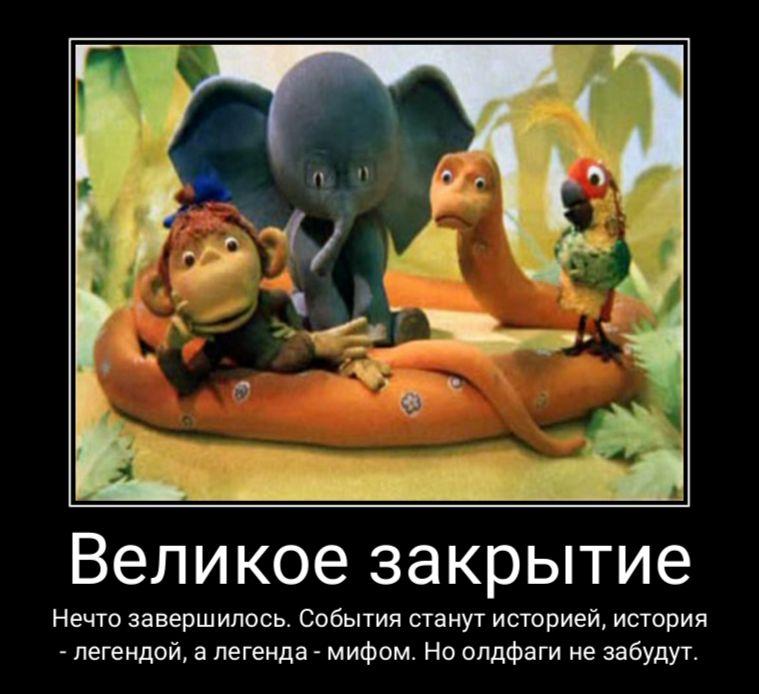 Великое закрытие
Нечто завершилось. События станут историей, история
- легендой, а легенда - мифом. Но олдфаги не забудут.